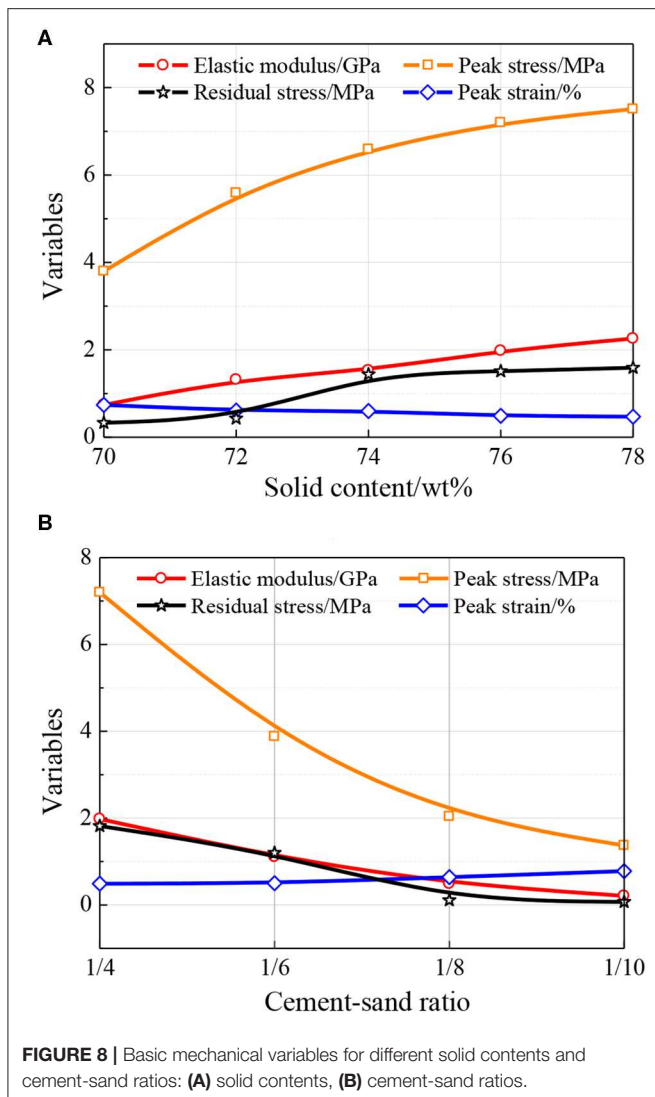 A
Elastic modulus/GPa
Peak stress/MPa
Residual stress/MPa
Peak strain/%
8
6
4
2
0
Variables
70
72
74
76
78
Solid content/wt%
B
Elastic modulus/GPa
Peak stress/MPa
Residual stress/MPa
Peak strain/%
8
6
4
2
0
Variables
1/4
1/6
1/8
1/10
Cement-sand ratio
FIGURE 8 | Basic mechanical variables for different solid contents and
cement-sand ratios: (A) solid contents, (B) cement-sand ratios.